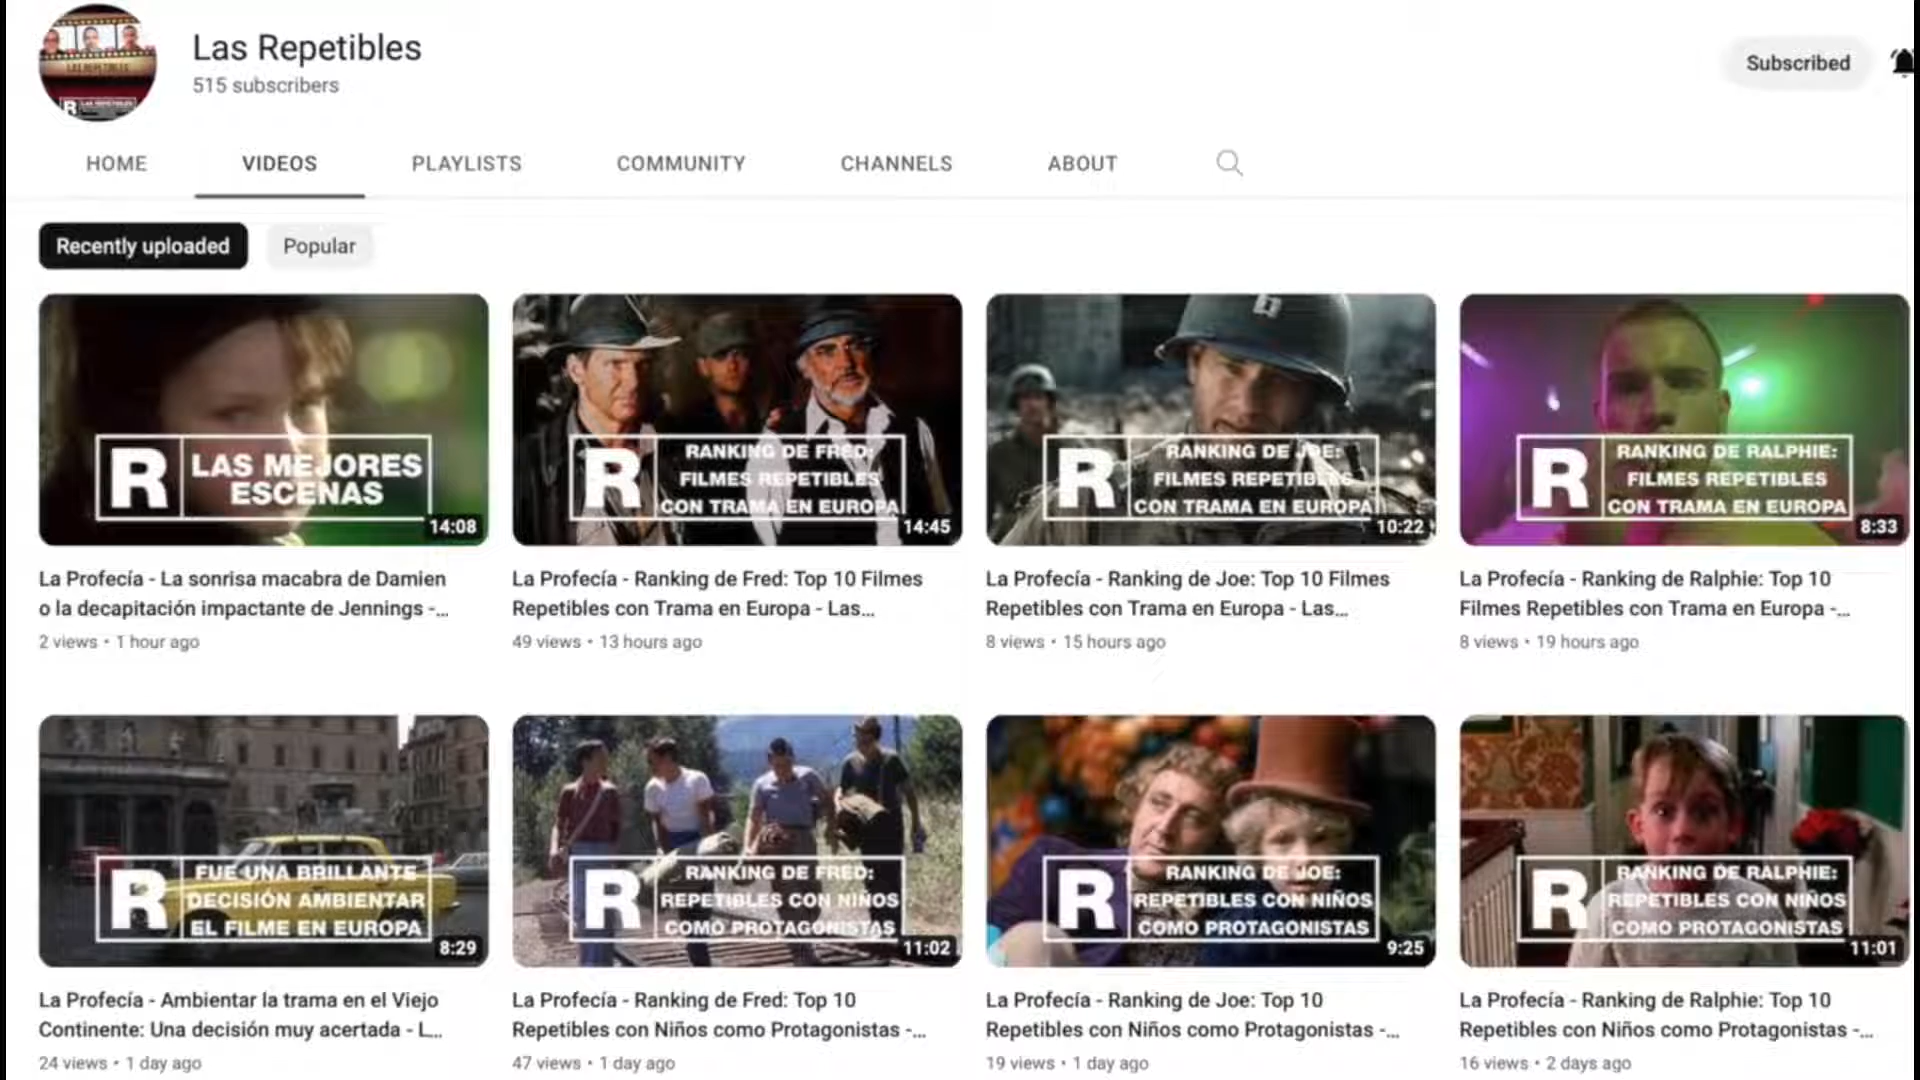 Las Repetibles
515 subscribers
Subscribed
HOME VIDEOS PLAYLISTS COMMUNITY CHANNELS ABOUT
Recently uploaded Popular
R LAS MEJORES
ESCENAS
14:08
R RANKING DE FRED:
FILMES REPETIBLES
CON TRAMA EN EUROPA
14:45
R RANKING DE JOE:
FILMES REPETIBLES
CON TRAMA EN EUROPA
10:22
R RANKING DE RALPHIE:
FILMES REPETIBLES
CON TRAMA EN EUROPA
8:33
La Profecía - La sonrisa macabra de Damien
o la decapitación impactante de Jennings -...
2 views • 1 hour ago
La Profecía - Ranking de Fred: Top 10 Filmes
Repetibles con Trama en Europa - Las...
49 views • 13 hours ago
La Profecía - Ranking de Joe: Top 10 Filmes
Repetibles con Trama en Europa - Las...
8 views • 15 hours ago
La Profecía - Ranking de Ralphie: Top 10
Filmes Repetibles con Trama en Europa -...
8 views • 19 hours ago
R FUE UNA BRILLANTE
DECISIÓN AMBIENTAR
EL FILME EN EUROPA
8:29
R RANKING DE FRED:
REPETIBLES CON NIÑOS
COMO PROTAGONISTAS
11:02
R RANKING DE JOE:
REPETIBLES CON NIÑOS
COMO PROTAGONISTAS
9:25
R RANKING DE RALPHIE:
REPETIBLES CON NIÑOS
COMO PROTAGONISTAS
11:01
La Profecía - Ambientar la trama en el Viejo
Continente: Una decisión muy acertada - L...
24 views • 1 day ago
La Profecía - Ranking de Fred: Top 10
Repetibles con Niños como Protagonistas -...
47 views • 1 day ago
La Profecía - Ranking de Joe: Top 10
Repetibles con Niños como Protagonistas -...
19 views • 1 day ago
La Profecía - Ranking de Ralphie: Top 10
Repetibles con Niños como Protagonistas -...
16 views • 2 days ago